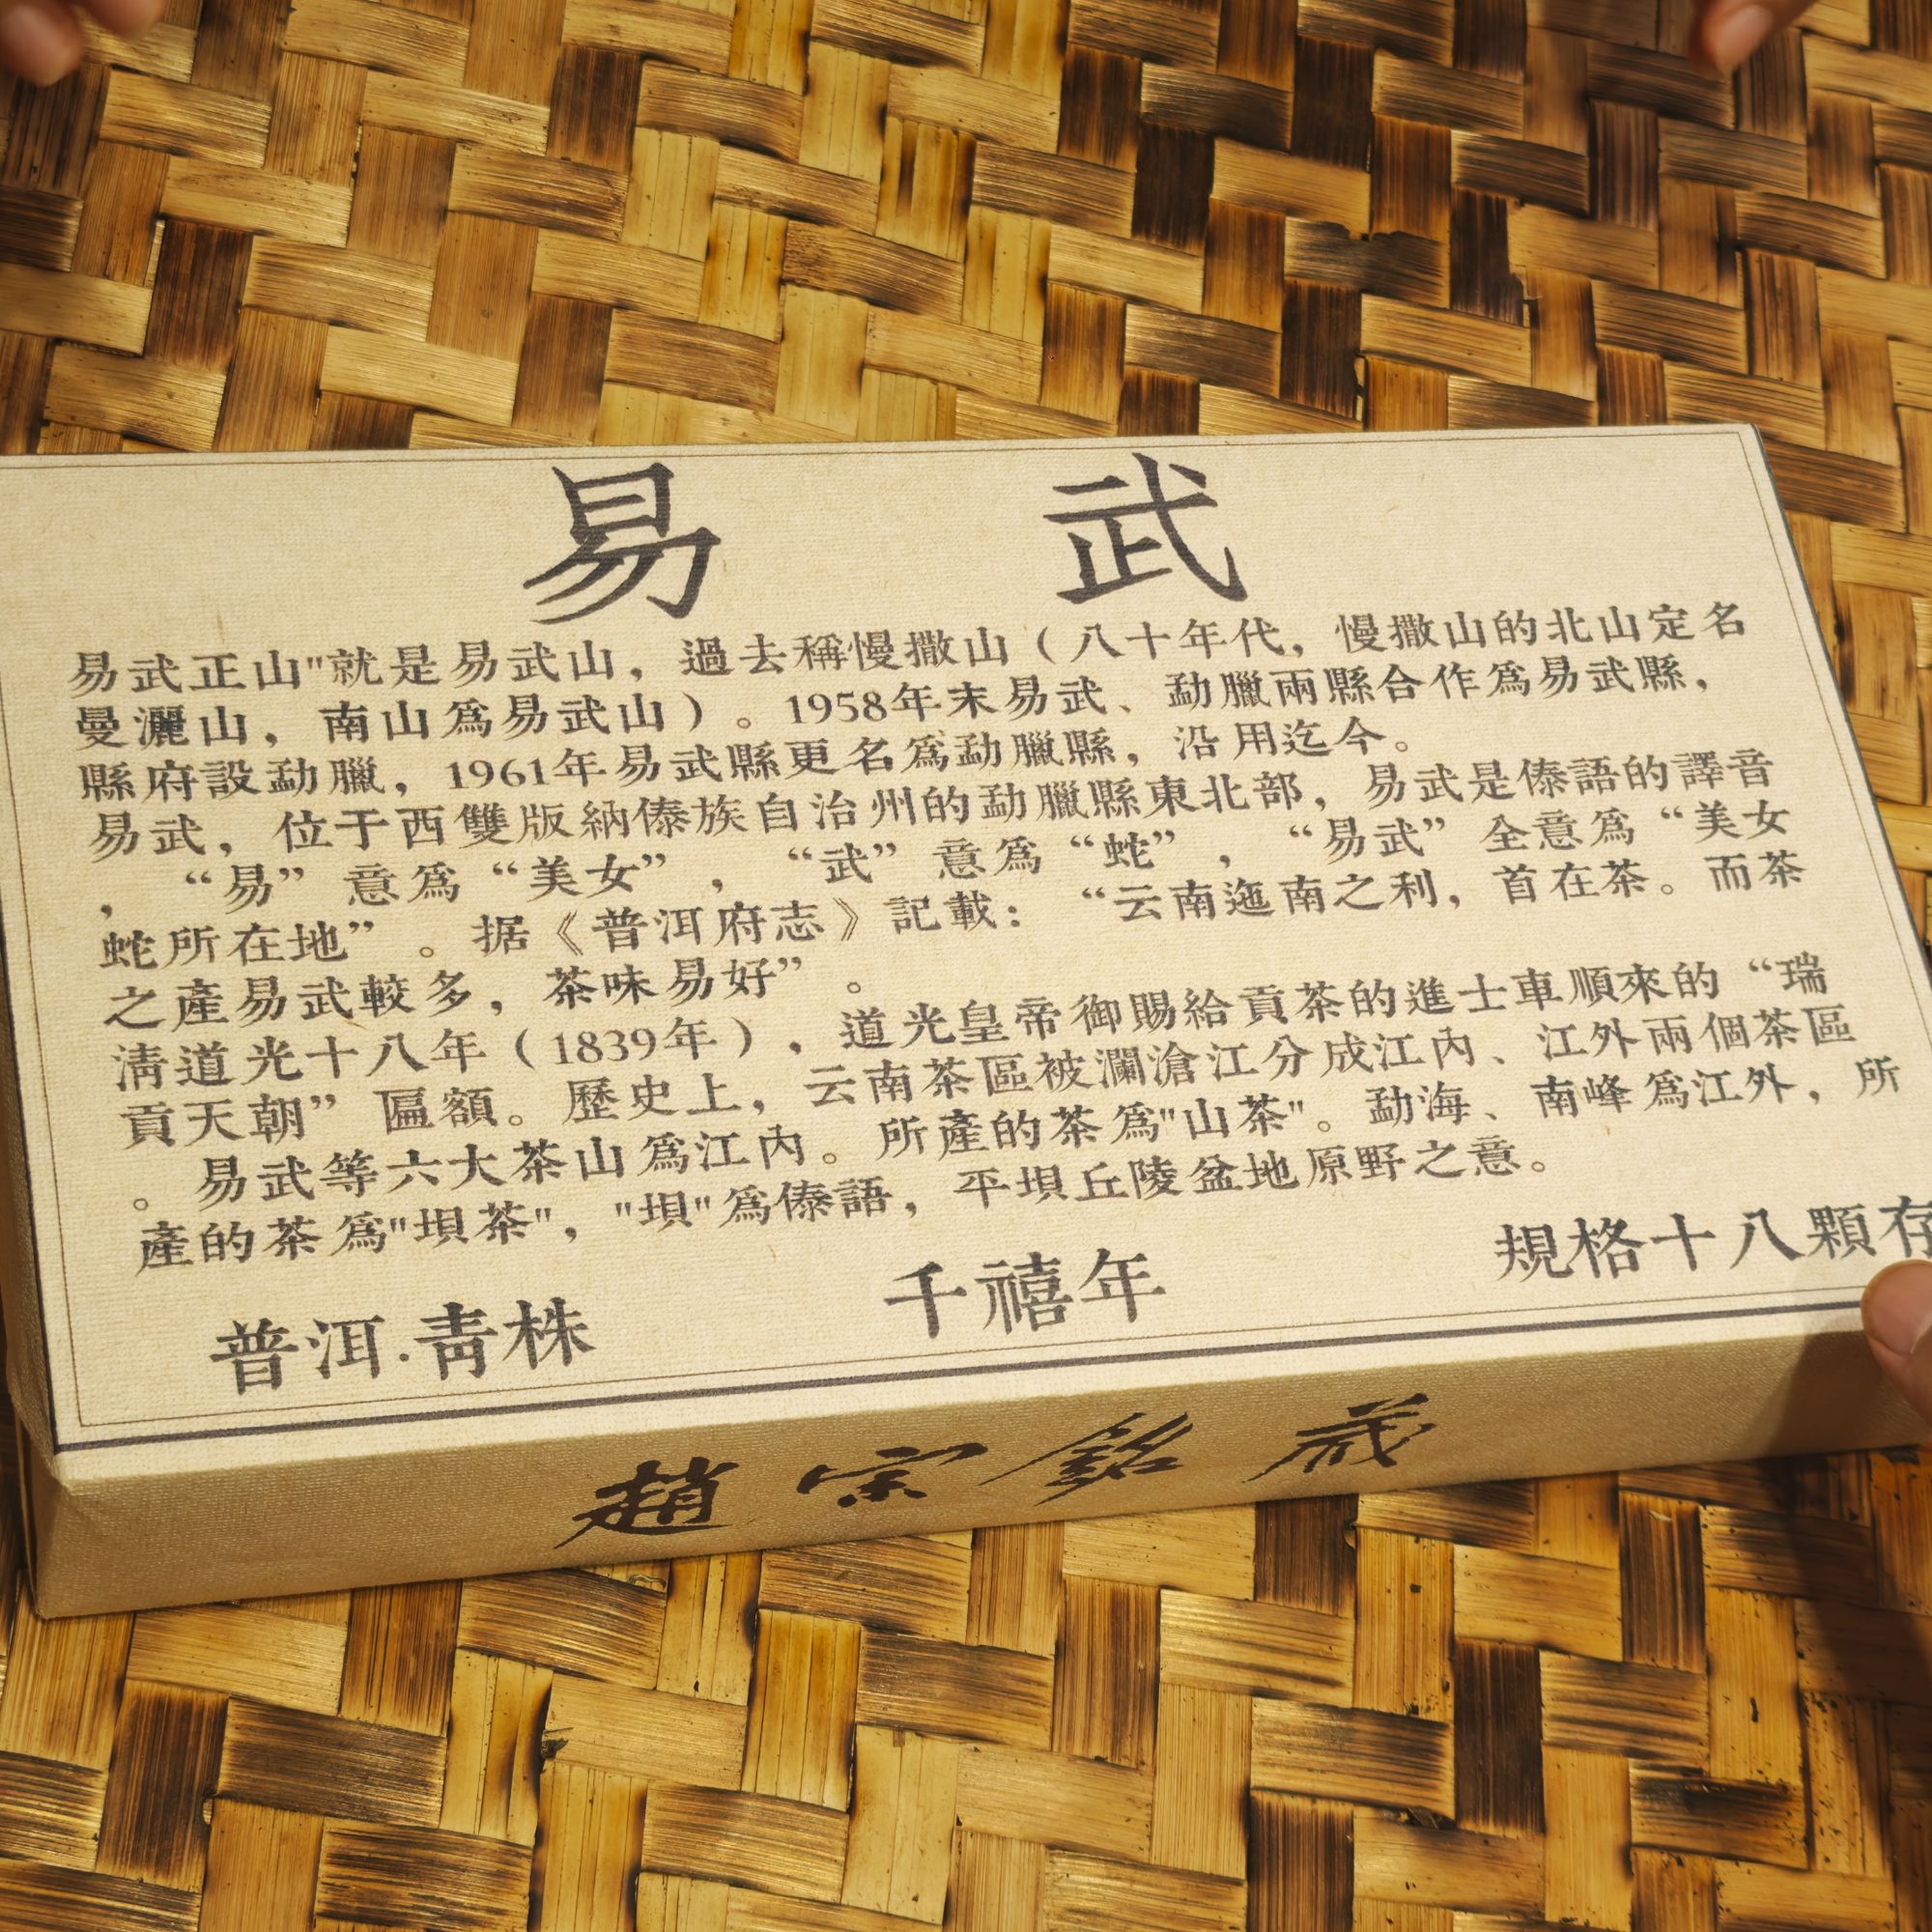 易武
易武正山"就是易武山，過去稱慢撒山（八十年代，慢撒山的北山定名
曼灑山，南山爲易武山）。1958年末易武、勐臘兩縣合作爲易武縣，
縣府設勐臘，1961年易武縣更名爲勐臘縣，沿用迄今。
易武，位于西雙版納傣族自治州的勐臘縣東北部，易武是傣語的譯音
，“易”意爲“美女”，“武”意爲“蛇”，“易武”全意爲“美女
蛇所在地”。据《普洱府志》記載：“云南迤南之利，首在茶。而茶
之產易武較多，茶味易好”。
淸道光十八年（1839年），道光皇帝御賜給貢茶的進士車順來的“瑞
貢天朝”匾額。歷史上，云南茶區被瀾滄江分成江內、江外兩個茶區
。易武等六大茶山爲江內。所產的茶爲"山茶"。勐海、南峰爲江外，所
產的茶爲"垻茶"，"垻"爲傣語，平垻丘陵盆地原野之意。
普洱.靑株 千禧年 規格十八顆存
趙宗銘藏